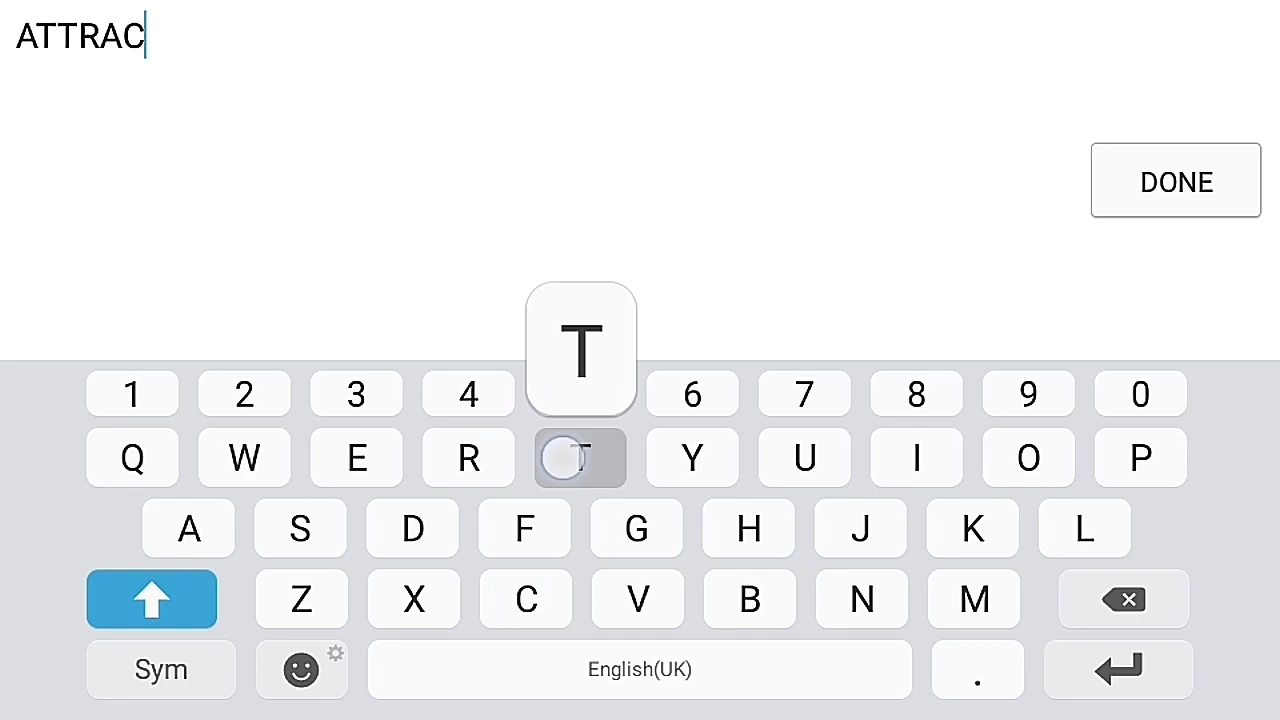 ATTRAC
DONE
T
1 2 3 4 6 7 8 9 0
Q W E R T Y U I O P
A S D F G H J K L
Z X C V B N M
Sym English(UK) .